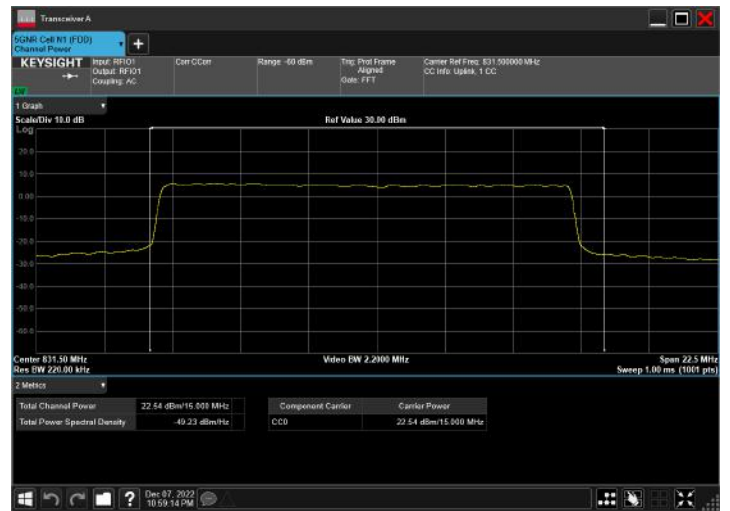 Transceiver A
5GNR Cell N1 (FDD)
Channel Power
KEYSIGHT
Input: RFIO1
Output: RFIO1
Coupling: AC
Corr CCorr
Range: -60 dBm
Trig: Prot Frame
Aligned
Gate: FFT
Carrier Ref Freq: 831.500000 MHz
CC Info: Uplink, 1 CC
1 Graph
Scale/Div 10.0 dB
Ref Value 30.00 dBm
Log
20.0
10.0
0.00
-10.0
-20.0
-30.0
-40.0
-50.0
-60.0
Center 831.50 MHz
Video BW 2.2000 MHz
Span 22.5 MHz
Res BW 220.00 kHz
Sweep 1.00 ms (1001 pts)
2 Metrics
Total Channel Power 22.54 dBm/15.000 MHz
Total Power Spectral Density -49.23 dBm/Hz
Component Carrier Carrier Power
CC0 22.54 dBm/15.000 MHz
?
Dec 07, 2022
10:59:14 PM